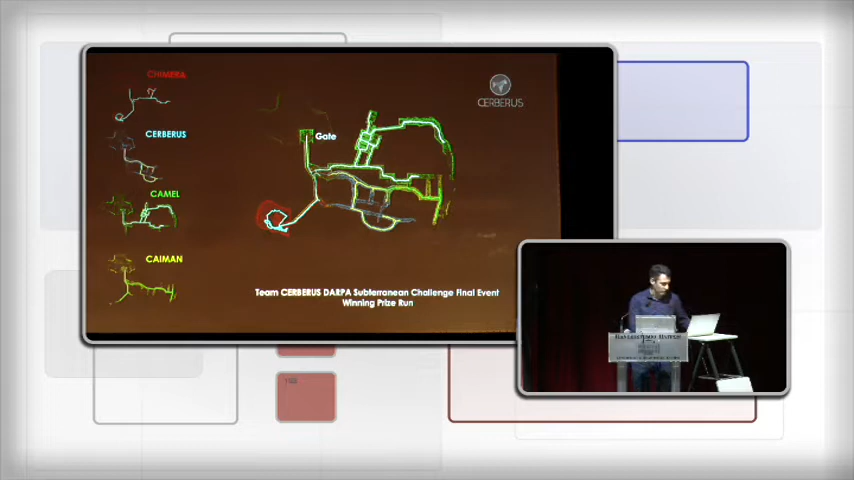 CHIMERA
CERBERUS
CAMEL
CAIMAN
CERBERUS
Gate
Team CERBERUS DARPA Subterranean Challenge Final Event
Winning Prize Run